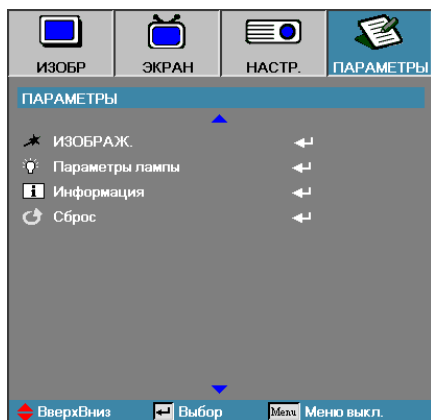 ИЗОБР ЭКРАН НАСТР. ПАРАМЕТРЫ
ПАРАМЕТРЫ
ИЗОБРАЖ.
Параметры лампы
i Информация
Сброс
ВверхВниз Выбор Menu Меню выкл.